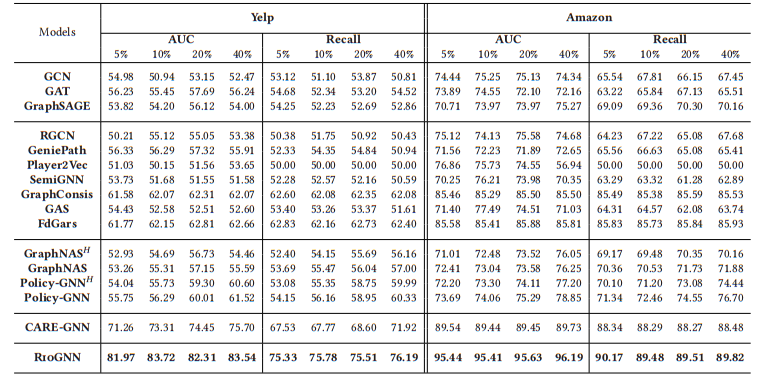 Models Yelp Amazon
AUC Recall AUC Recall
5% 10% 20% 40% 5% 10% 20% 40% 5% 10% 20% 40% 5% 10% 20% 40%
GCN 54.98 50.94 53.15 52.47 53.12 51.10 53.87 50.81 74.44 75.25 75.13 74.34 65.54 67.81 66.15 67.45
GAT 56.23 55.45 57.69 56.24 54.68 52.34 53.20 54.52 73.89 74.55 72.10 72.16 63.22 65.84 67.13 65.51
GraphSAGE 53.82 54.20 56.12 54.00 54.25 52.23 52.69 52.86 70.71 73.97 73.97 75.27 69.09 69.36 70.30 70.16
RGCN 50.21 55.12 55.05 53.38 50.38 51.75 50.92 50.43 75.12 74.13 75.58 74.68 64.23 67.22 65.08 67.68
GeniePath 56.33 56.29 57.32 55.91 52.33 54.35 54.84 50.94 71.56 72.23 71.89 72.65 65.56 66.63 65.08 65.41
Player2Vec 51.03 50.15 51.56 53.65 50.00 50.00 50.00 50.00 76.86 75.73 74.55 56.94 50.00 50.00 50.00 50.00
SemiGNN 53.73 51.68 51.55 51.58 52.28 52.57 52.16 50.59 70.25 76.21 73.98 70.35 63.29 63.32 61.28 62.89
GraphConsis 61.58 62.07 62.31 62.07 62.60 62.08 62.35 62.08 85.46 85.29 85.50 85.50 85.49 85.38 85.59 85.53
GAS 54.43 52.58 52.51 52.60 53.40 53.26 53.37 51.61 71.40 77.49 74.51 71.03 64.31 64.57 62.08 63.74
FdGars 61.77 62.15 62.81 62.66 62.83 62.16 62.73 62.40 85.58 85.41 85.88 85.81 85.83 85.73 85.84 85.93
GraphNAS^H 52.93 54.69 56.73 54.46 52.40 54.15 55.69 56.16 71.01 72.48 73.52 76.05 69.17 69.48 70.35 70.16
GraphNAS 53.26 55.31 57.15 55.59 53.69 55.47 56.04 57.00 72.41 73.04 73.58 76.25 70.36 70.53 71.73 71.88
Policy-GNN^H 54.04 55.73 59.30 60.60 53.08 55.35 58.75 59.99 72.20 73.30 74.11 77.20 70.10 71.20 73.08 74.44
Policy-GNN 55.75 56.29 60.01 61.52 54.15 56.16 58.95 60.33 73.69 74.06 75.29 78.85 71.34 72.46 74.55 76.70
CARE-GNN 71.26 73.31 74.45 75.70 67.53 67.77 68.60 71.92 89.54 89.44 89.45 89.73 88.34 88.29 88.27 88.48
RioGNN 81.97 83.72 82.31 83.54 75.33 75.78 75.51 76.19 95.44 95.41 95.63 96.19 90.17 89.48 89.51 89.82